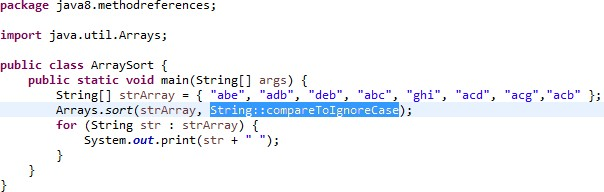 package java8.methodreferences;
import java.util.Arrays;
public class ArraySort {
public static void main(String[] args) {
String[] strArray = { "abe", "adb", "deb", "abc", "ghi", "acd", "acg","acb" };
Arrays.sort(strArray, String::compareToIgnoreCase);
for (String str : strArray) {
System.out.print(str + " ");
}
}
}